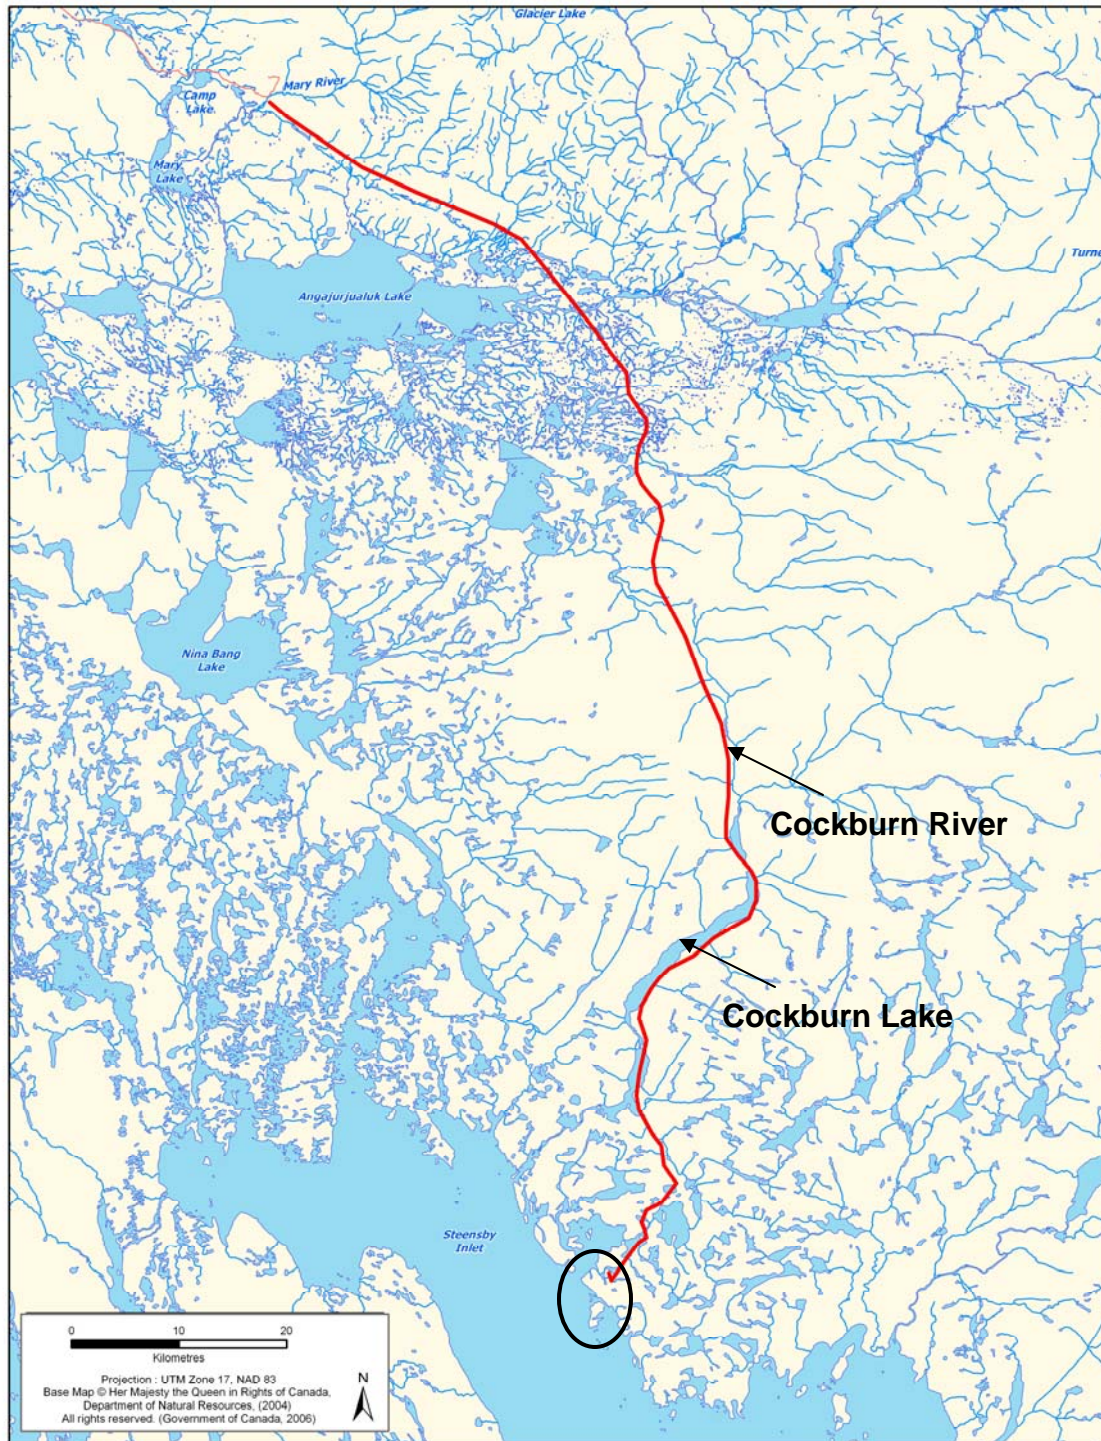 Glacier Lake
Mary River
Camp
Lake
Mary
Lake
Turne
Angajurjualuk Lake
Nina Bang
Lake
Cockburn River
Cockburn Lake
Steensby
Inlet
0 10 20
Kilometres
Projection : UTM Zone 17, NAD 83
Base Map © Her Majesty the Queen in Rights of Canada,
Department of Natural Resources, (2004)
All rights reserved. (Government of Canada, 2006)
N